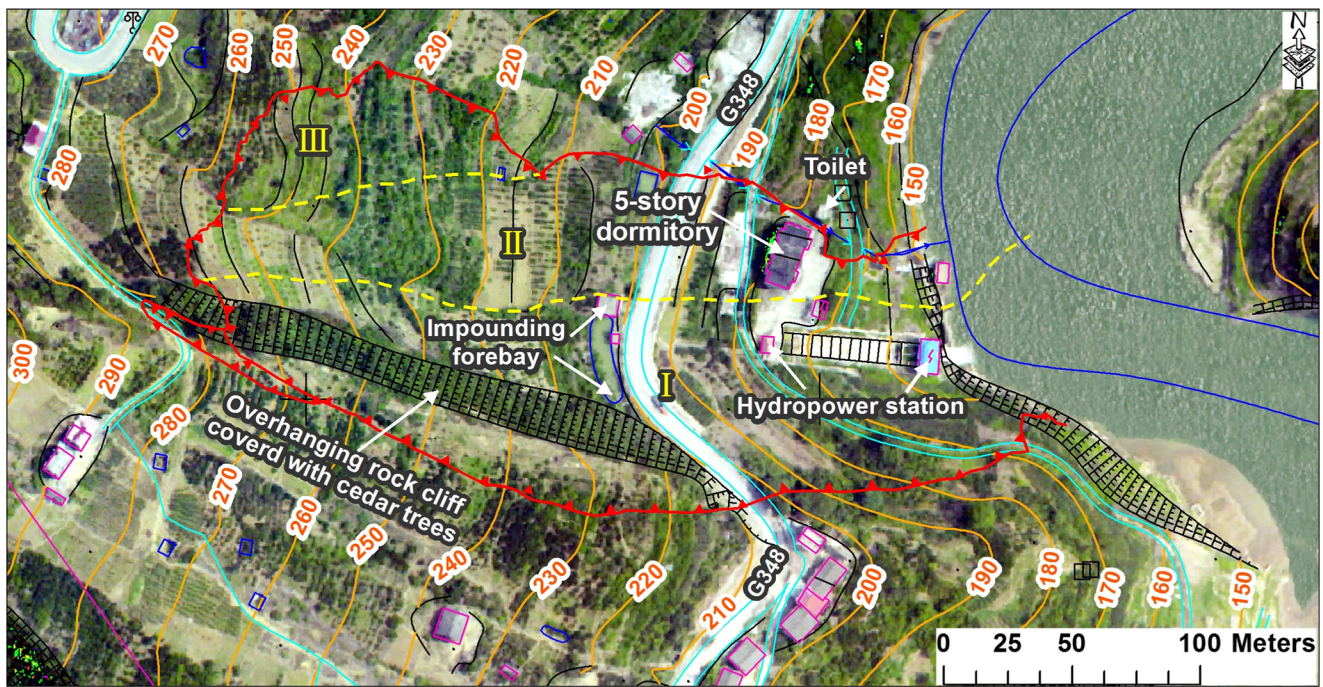 270
260
250
240
230
220
210
200
G348
190
180
170
160
150
N
280
III
II
I
Toilet
5-story
dormitory
Impounding
forebay
Hydropower station
Overhanging rock cliff
coverd with cedar trees
300
290
280
270
260
250
240
230
220
210
G348
200
190
180
170
160
150
0 25 50 100 Meters